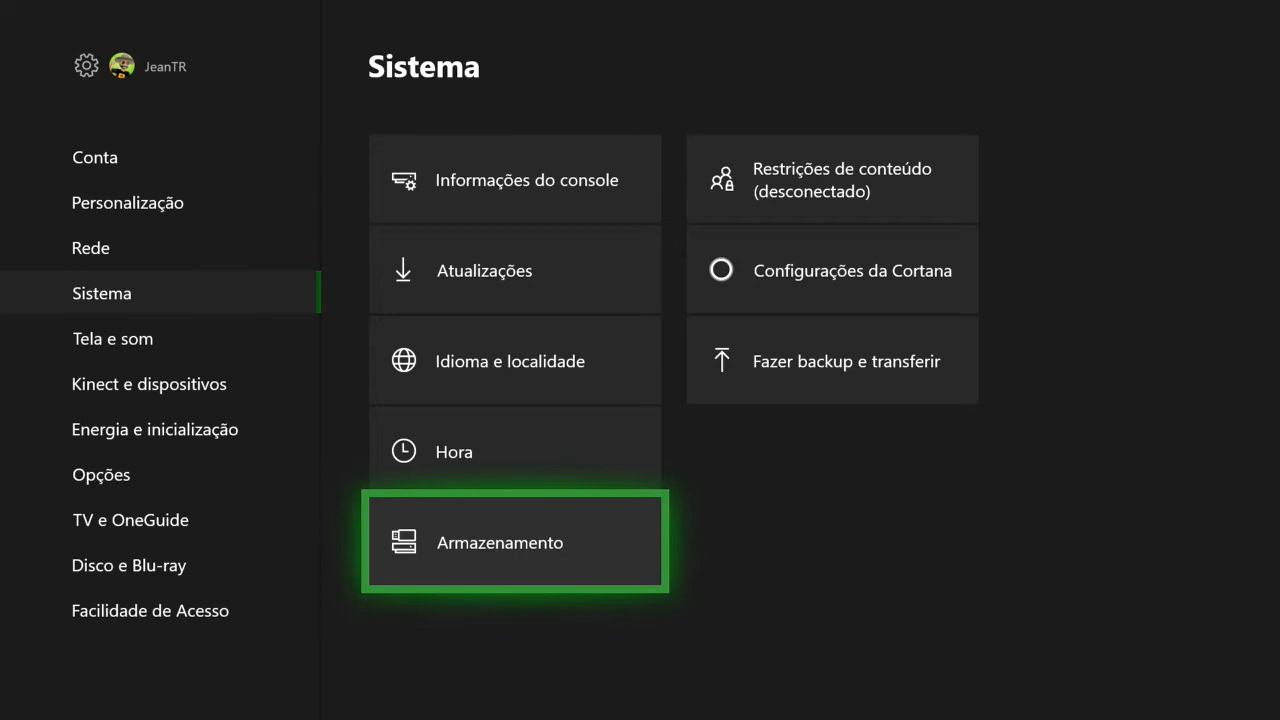 JeanTR
Conta
Personalização
Rede
Sistema
Tela e som
Kinect e dispositivos
Energia e inicialização
Opções
TV e OneGuide
Disco e Blu-ray
Facilidade de Acesso
Sistema
Informações do console
Atualizações
Idioma e localidade
Hora
Armazenamento
Restrições de conteúdo
(desconectado)
Configurações da Cortana
Fazer backup e transferir